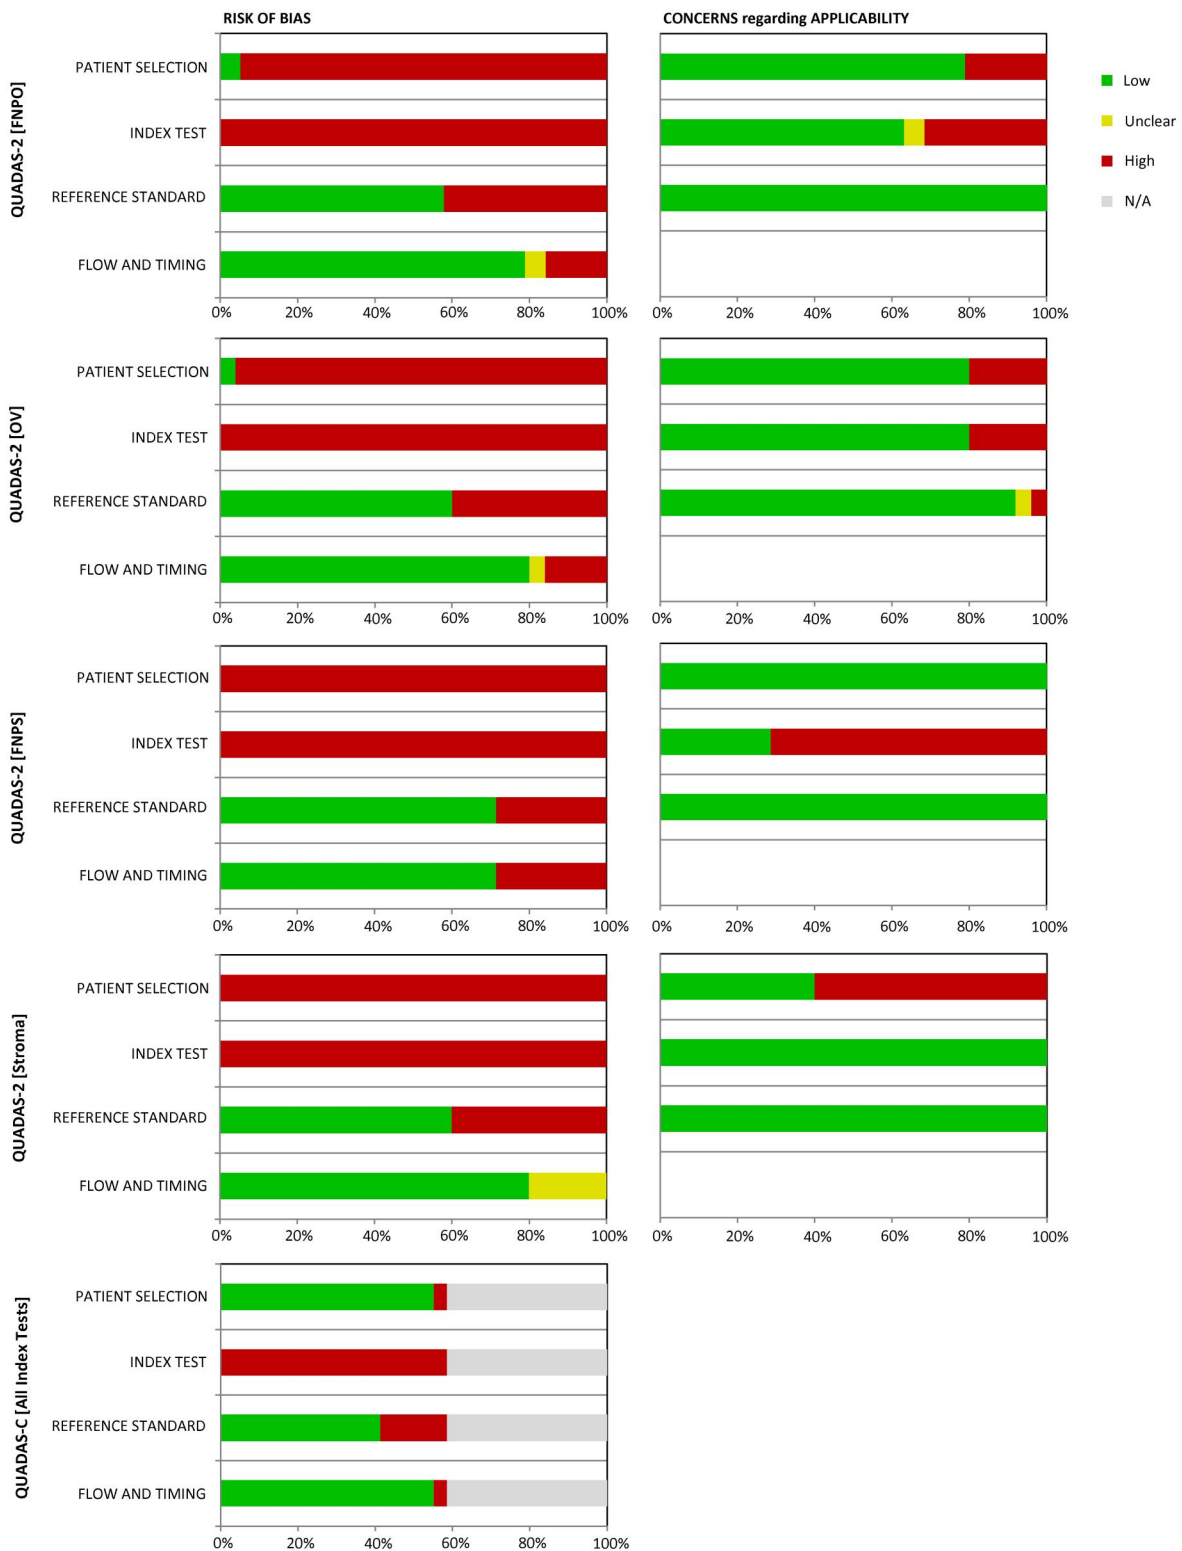 RISK OF BIAS
CONCERNS regarding APPLICABILITY
QUADAS-2 [FNPO]
PATIENT SELECTION
INDEX TEST
REFERENCE STANDARD
FLOW AND TIMING
0% 20% 40% 60% 80% 100%
0% 20% 40% 60% 80% 100%
Low
Unclear
High
N/A
QUADAS-2 [OV]
PATIENT SELECTION
INDEX TEST
REFERENCE STANDARD
FLOW AND TIMING
0% 20% 40% 60% 80% 100%
0% 20% 40% 60% 80% 100%
QUADAS-2 [FNPS]
PATIENT SELECTION
INDEX TEST
REFERENCE STANDARD
FLOW AND TIMING
0% 20% 40% 60% 80% 100%
0% 20% 40% 60% 80% 100%
QUADAS-2 [Stroma]
PATIENT SELECTION
INDEX TEST
REFERENCE STANDARD
FLOW AND TIMING
0% 20% 40% 60% 80% 100%
0% 20% 40% 60% 80% 100%
QUADAS-C [All Index Tests]
PATIENT SELECTION
INDEX TEST
REFERENCE STANDARD
FLOW AND TIMING
0% 20% 40% 60% 80% 100%